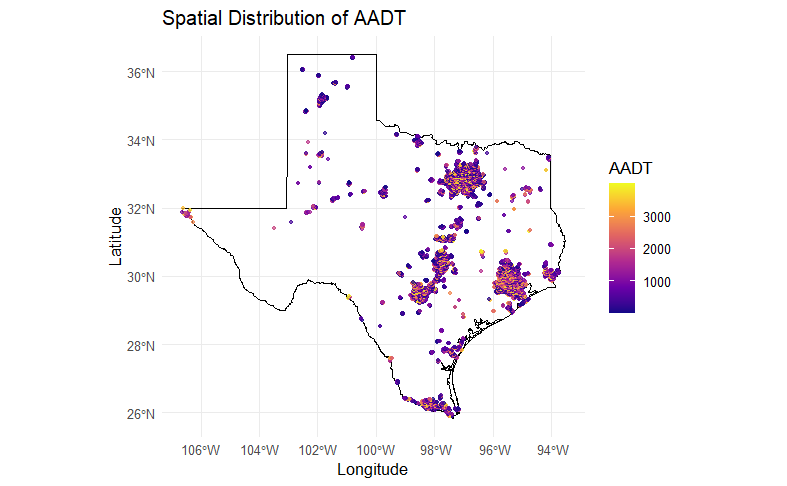 Spatial Distribution of AADT
36°N
34°N
32°N
30°N
28°N
26°N
Latitude
106°W 104°W 102°W 100°W 98°W 96°W 94°W
Longitude
AADT
3000
2000
1000